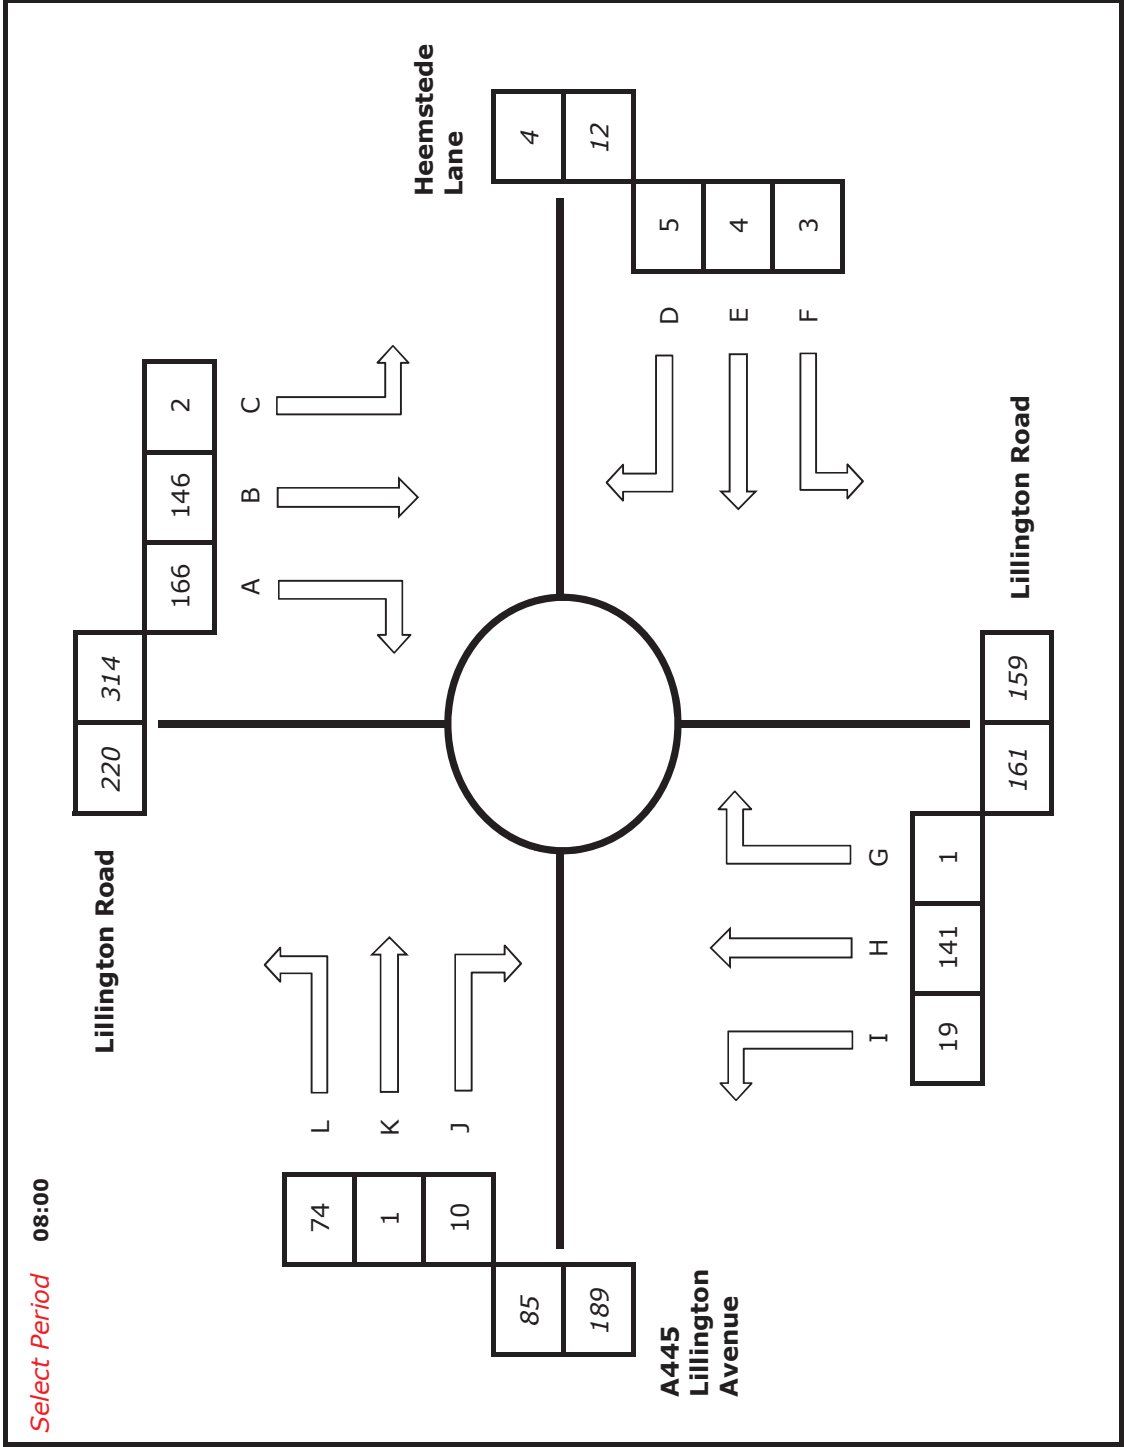 Select Period 08:00
Lillington Road
220
314
166
146
2
A
B
C
Heemstede
Lane
4
12
5
4
3
D
E
F
Lillington Road
159
161
1
141
19
G
H
I
A445
Lillington
Avenue
85
189
74
1
10
L
K
J